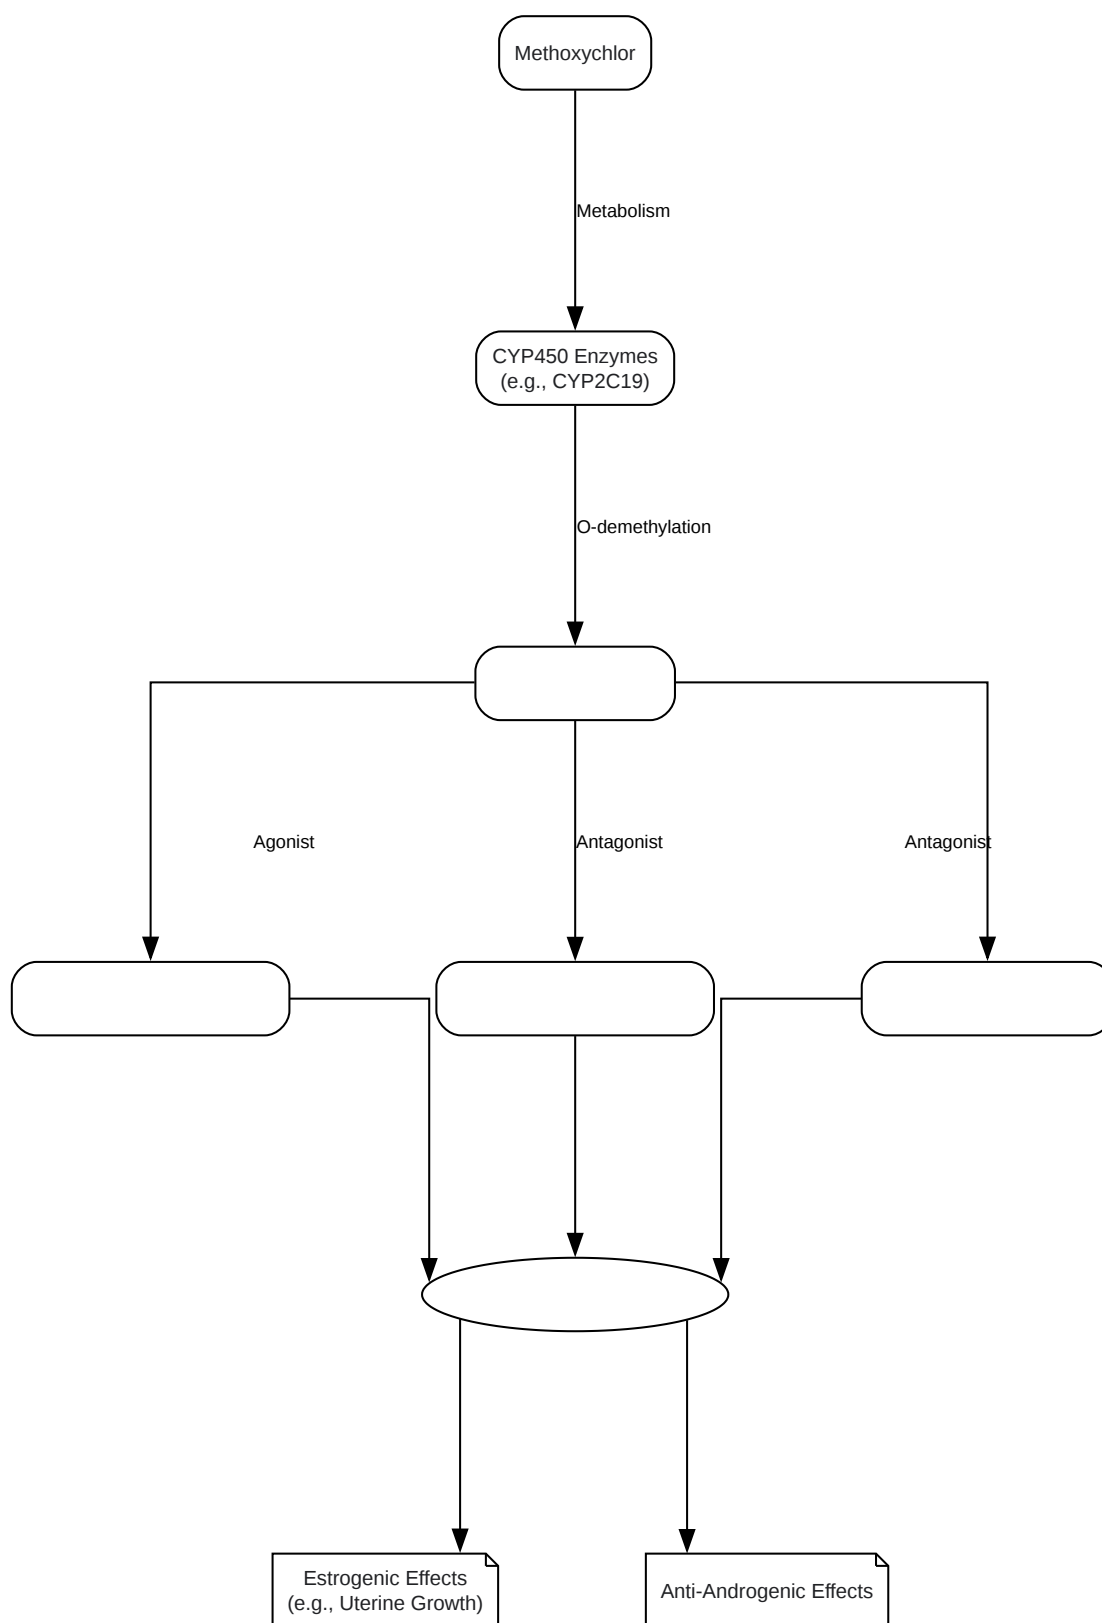 Methoxychlor
Metabolism
CYP450 Enzymes
(e.g., CYP2C19)
O-demethylation
Agonist
Antagonist
Antagonist
Estrogenic Effects
(e.g., Uterine Growth)
Anti-Androgenic Effects